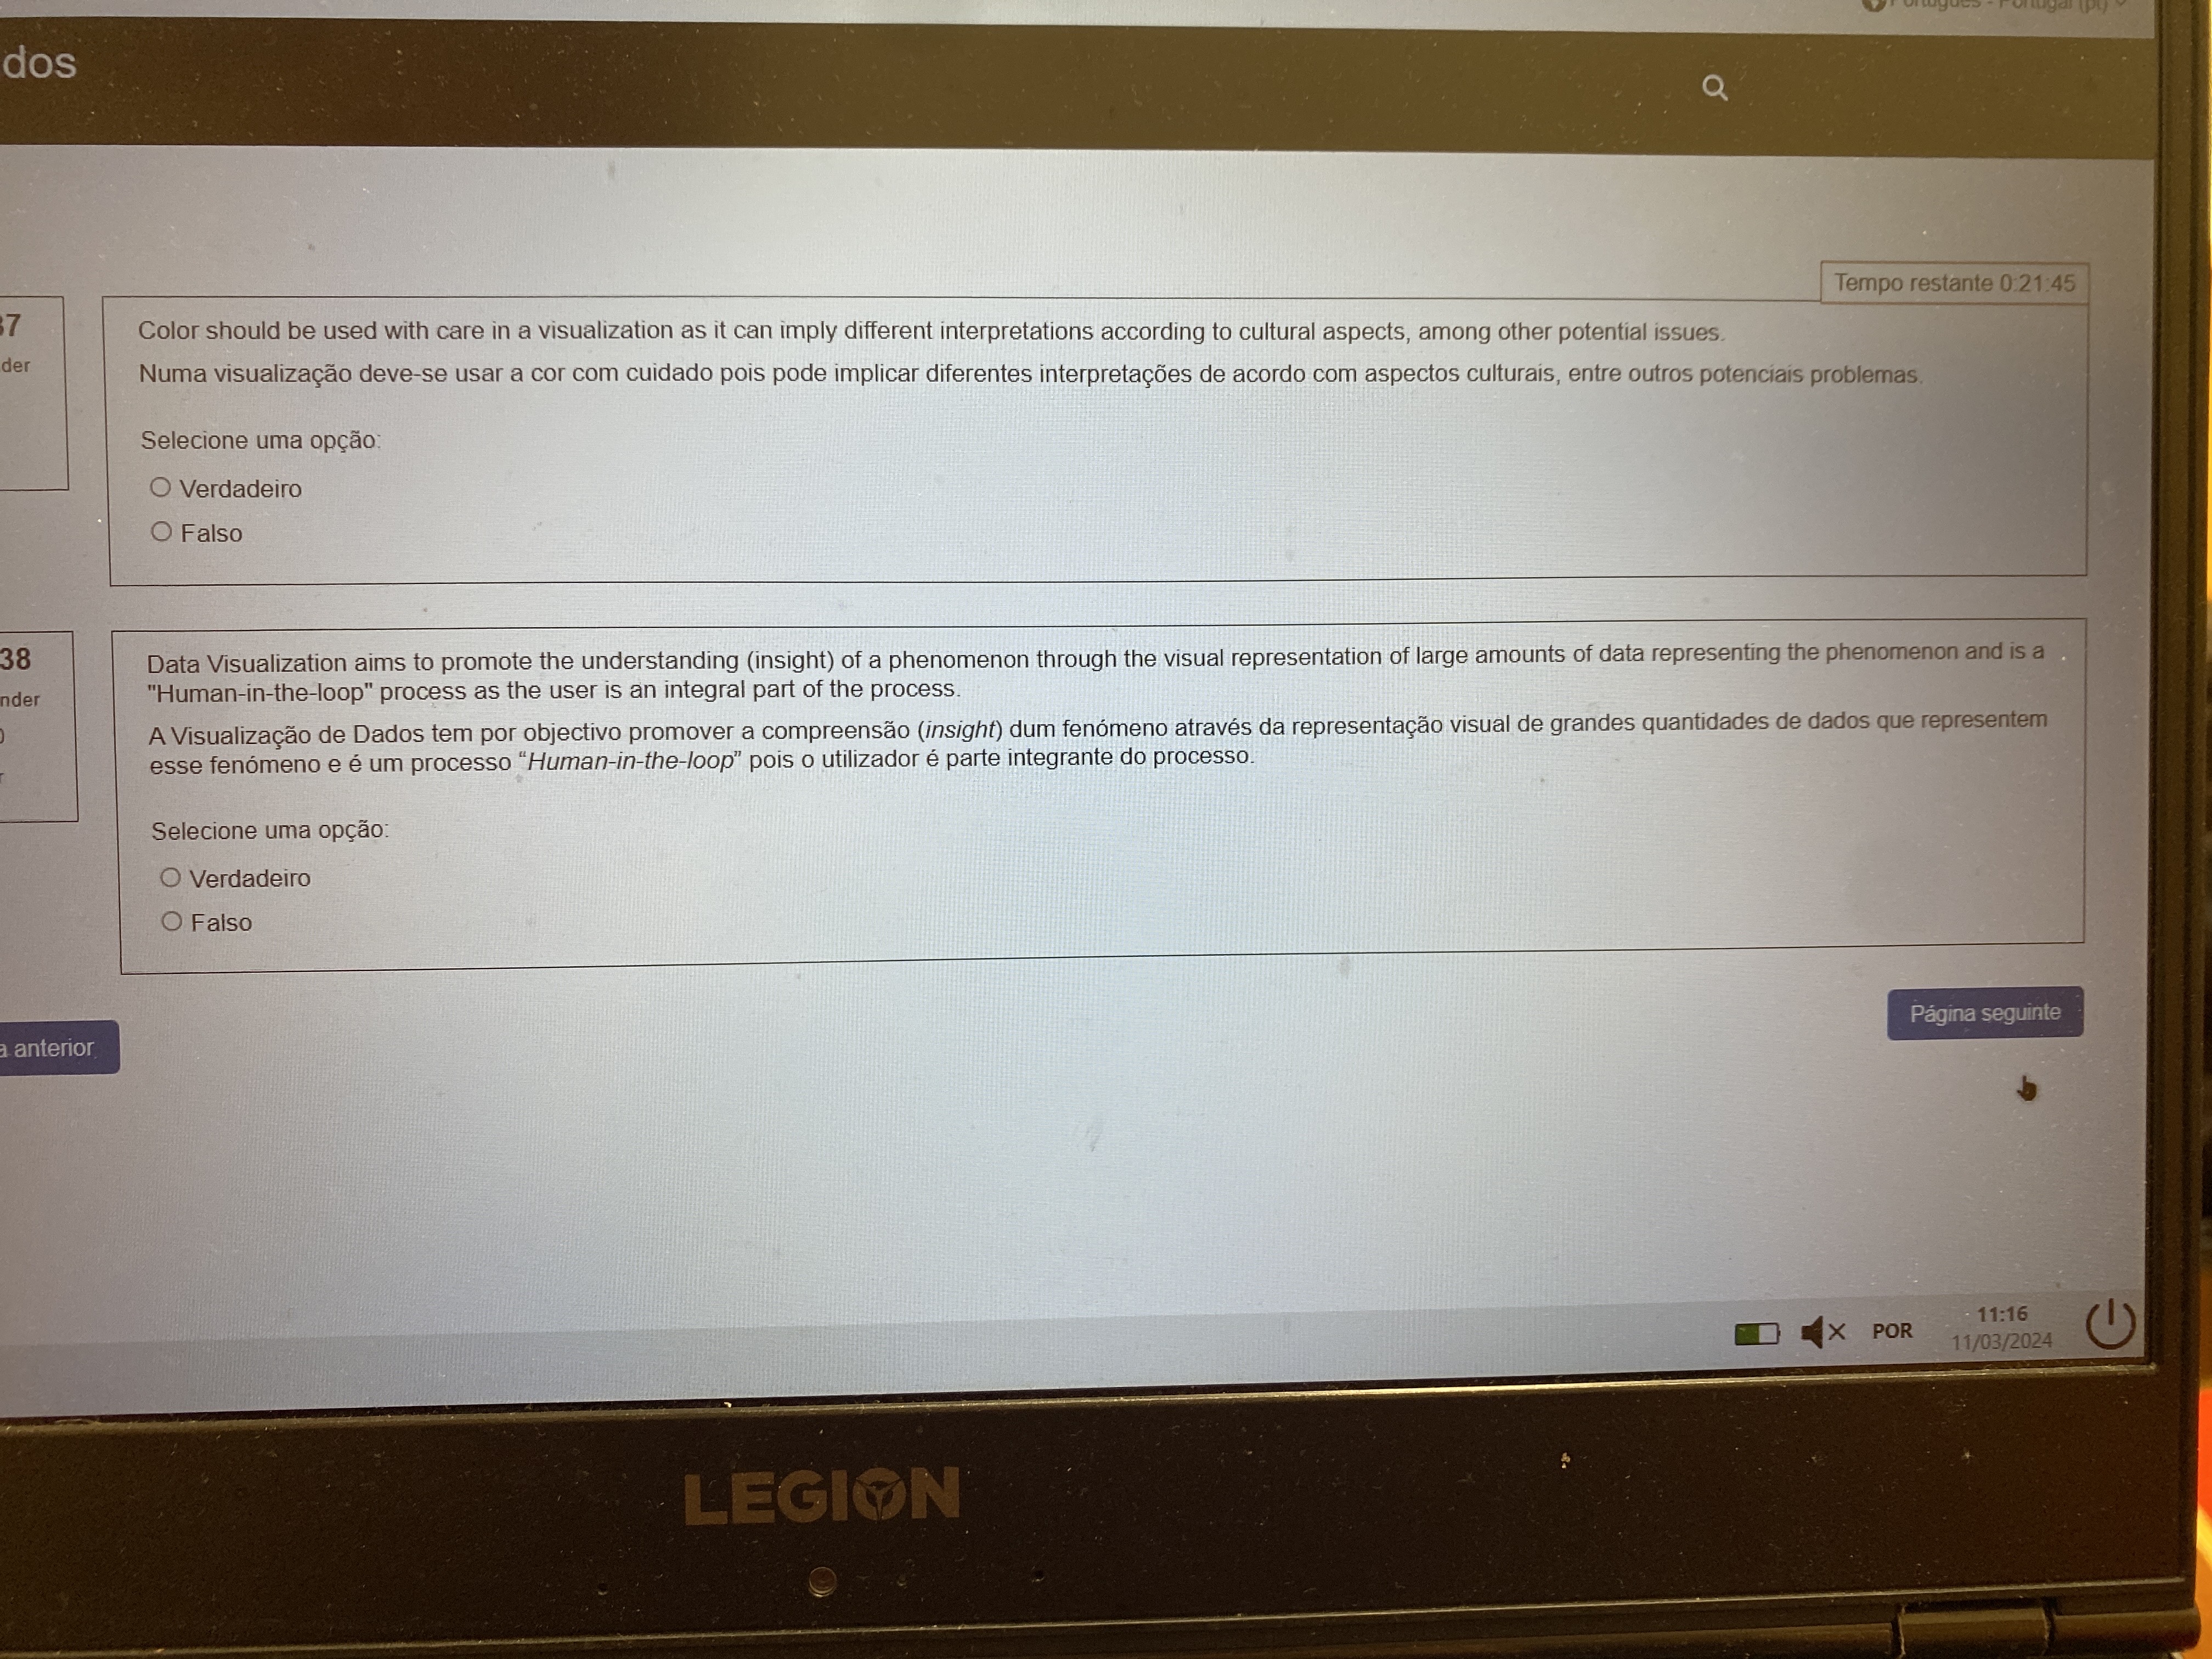 Português - Portugal (pt)
dos
Tempo restante 0:21:45
37
der
Color should be used with care in a visualization as it can imply different interpretations according to cultural aspects, among other potential issues.
Numa visualização deve-se usar a cor com cuidado pois pode implicar diferentes interpretações de acordo com aspectos culturais, entre outros potenciais problemas.
Selecione uma opção:
Verdadeiro
Falso
38
nder
Data Visualization aims to promote the understanding (insight) of a phenomenon through the visual representation of large amounts of data representing the phenomenon and is a
"Human-in-the-loop" process as the user is an integral part of the process.
A Visualização de Dados tem por objectivo promover a compreensão (insight) dum fenómeno através da representação visual de grandes quantidades de dados que representem
esse fenómeno e é um processo “Human-in-the-loop” pois o utilizador é parte integrante do processo.
Selecione uma opção:
Verdadeiro
Falso
a anterior
Página seguinte
POR
11:16
11/03/2024
LEGION